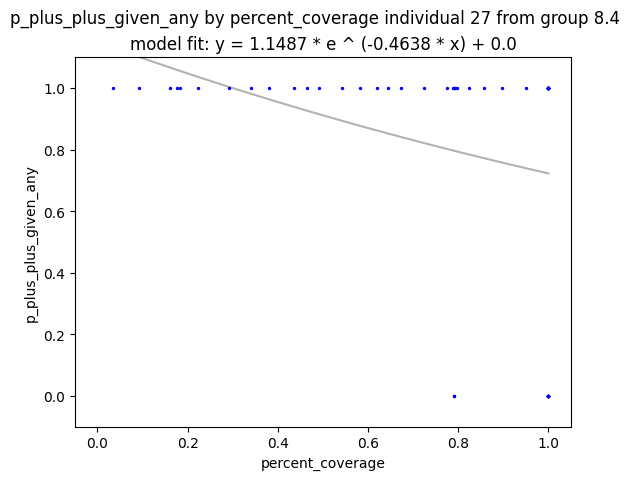 p_plus_plus_given_any by percent_coverage individual 27 from group 8.4
model fit: y = 1.1487 * e ^ (-0.4638 * x) + 0.0
1.0
0.8
0.6
0.4
0.2
0.0
p_plus_plus_given_any
0.0 0.2 0.4 0.6 0.8 1.0
percent_coverage